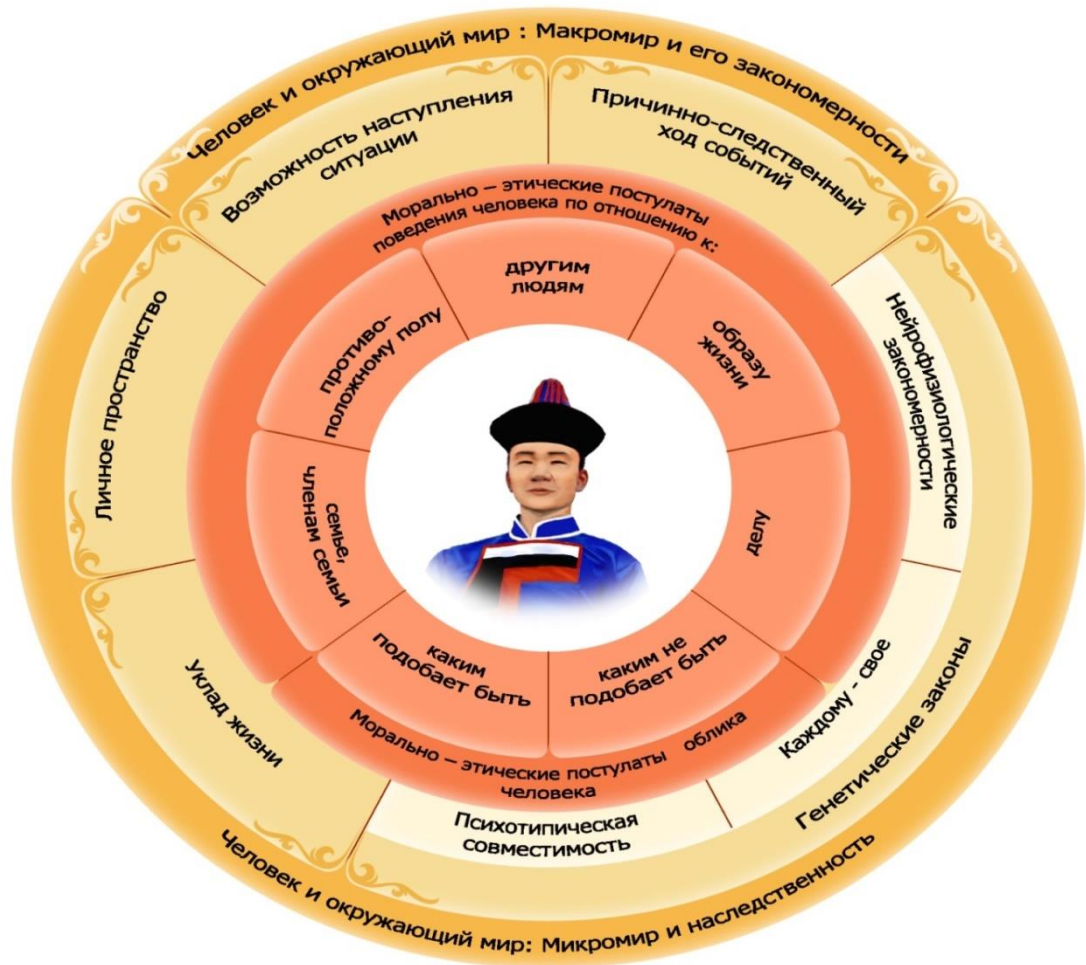 Человек и окружающий мир : Макромир и его закономерности
Возможность наступления
ситуации
Причинно-следственный
ход событий
Морально – этические постулаты
поведения человека по отношению к:
другим
людям
противо-
положному полу
образу
жизни
Личное пространство
Нейрофизиологические
закономерности
семье,
членам семьи
делу
каким
подобает быть
каким не
подобает быть
Уклад жизни
Каждому - свое
Морально – этические постулаты облика
человека
Психотипическая
совместимость
Генетические законы
Человек и окружающий мир: Микромир и наследственность